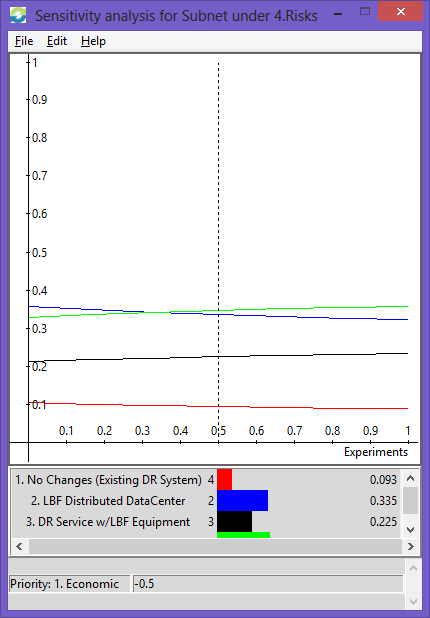 Sensitivity analysis for Subnet under 4.Risks
File Edit Help
1
0.9
0.8
0.7
0.6
0.5
0.4
0.3
0.2
0.1
0.1 0.2 0.3 0.4 0.5 0.6 0.7 0.8 0.9 1
Experiments
1. No Changes (Existing DR System) 4 0.093
2. LBF Distributed DataCenter 2 0.335
3. DR Service w/LBF Equipment 3 0.225
Priority: 1. Economic -0.5